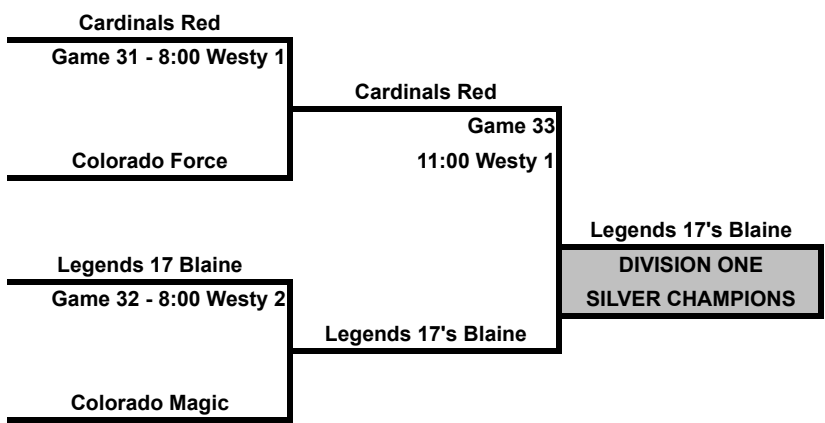 Cardinals Red
Game 31 - 8:00 Westy 1
Cardinals Red
Game 33
Colorado Force
11:00 Westy 1
Legends 17's Blaine
Legends 17 Blaine
DIVISION ONE
Game 32 - 8:00 Westy 2
SILVER CHAMPIONS
Legends 17's Blaine
Colorado Magic